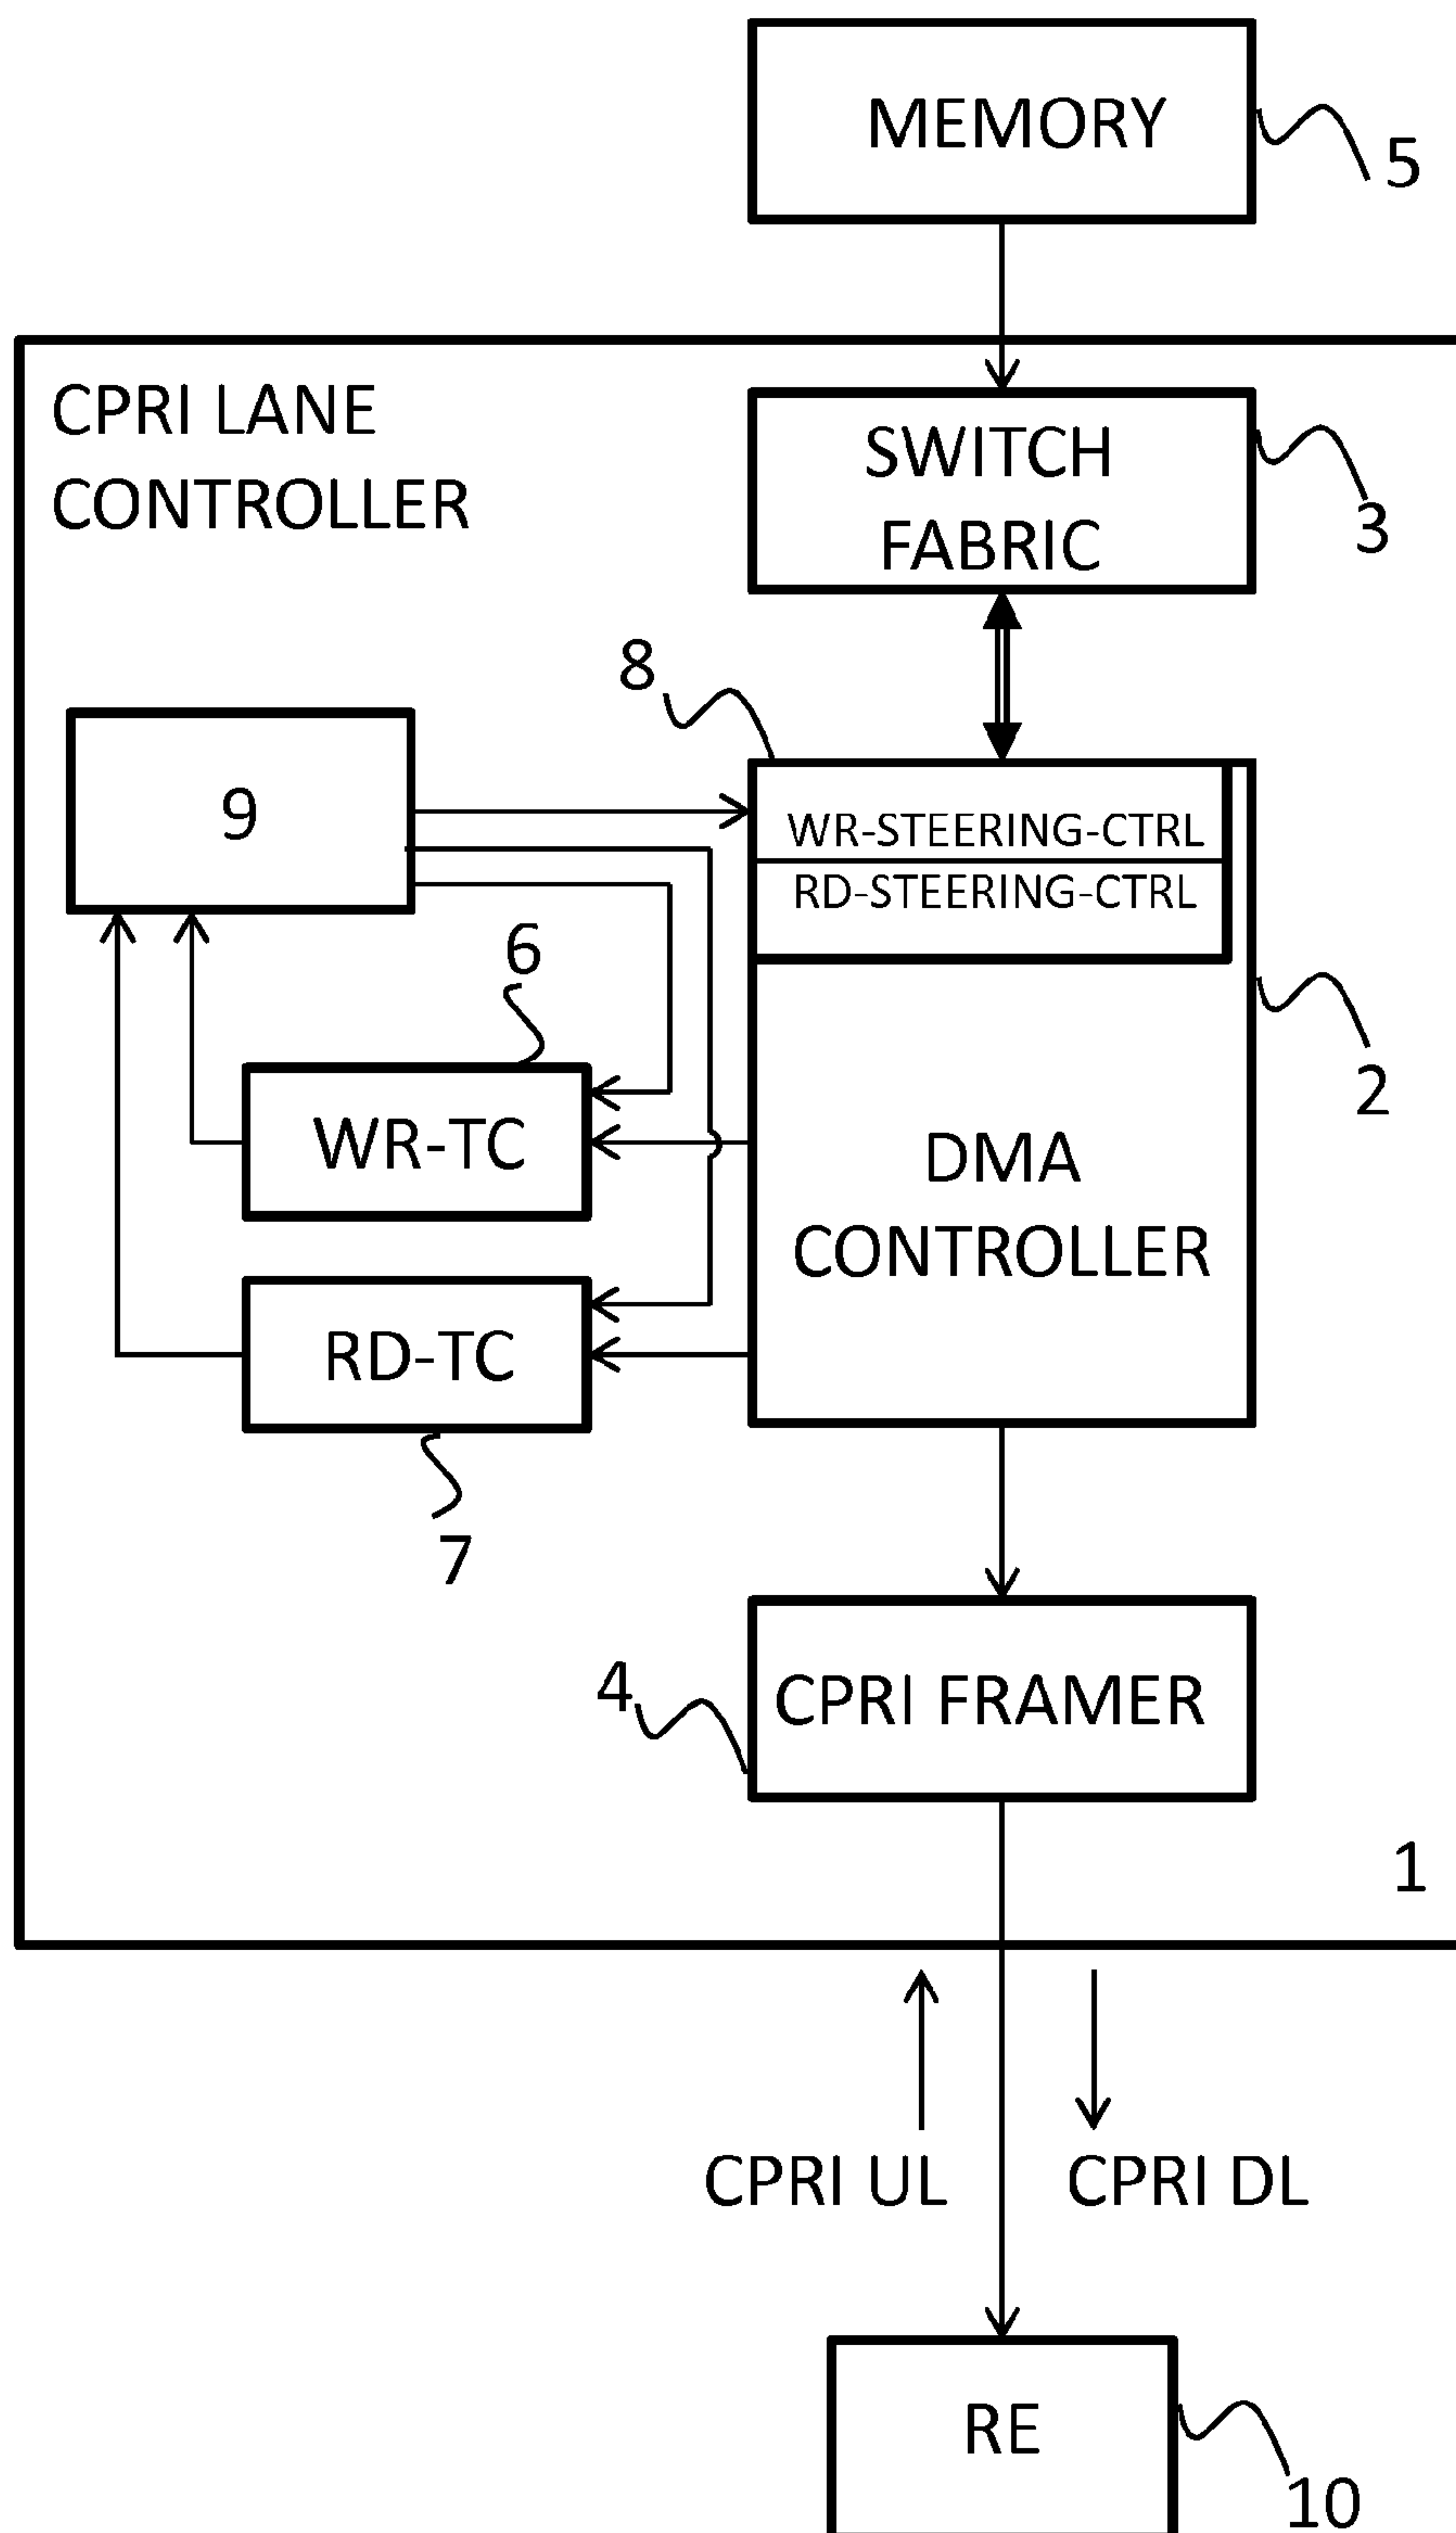 MEMORY
5
CPRI LANE
CONTROLLER
SWITCH
FABRIC
3
8
9
WR-STEERING-CTRL
RD-STEERING-CTRL
6
2
WR-TC
DMA
CONTROLLER
RD-TC
7
4
CPRI FRAMER
1
CPRI UL
CPRI DL
RE
10